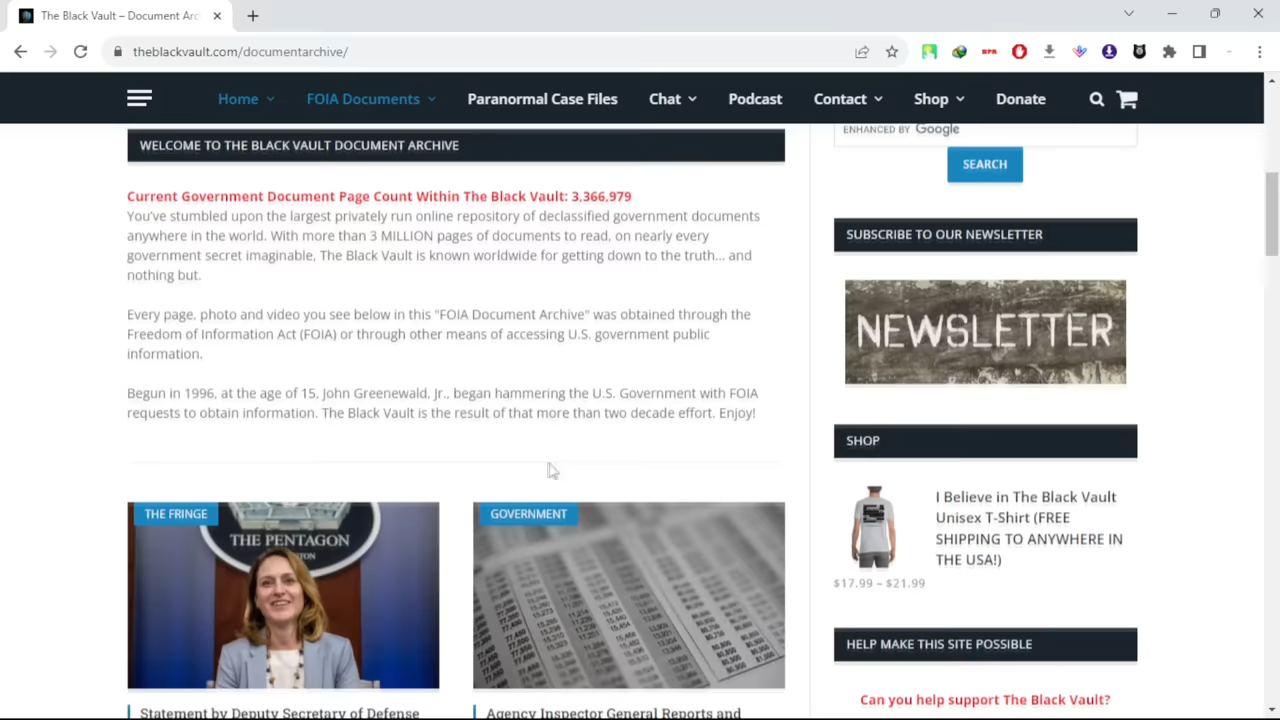 The Black Vault – Document Arc
theblackvault.com/documentarchive/
Home
FOIA Documents
Paranormal Case Files
Chat
Podcast
Contact
Shop
Donate
WELCOME TO THE BLACK VAULT DOCUMENT ARCHIVE
Current Government Document Page Count Within The Black Vault: 3,366,979
You've stumbled upon the largest privately run online repository of declassified government documents
anywhere in the world. With more than 3 MILLION pages of documents to read, on nearly every
government secret imaginable, The Black Vault is known worldwide for getting down to the truth... and
nothing but.
Every page, photo and video you see below in this "FOIA Document Archive" was obtained through the
Freedom of Information Act (FOIA) or through other means of accessing U.S. government public
information.
Begun in 1996, at the age of 15, John Greenewald, Jr., began hammering the U.S. Government with FOIA
requests to obtain information. The Black Vault is the result of that more than two decade effort. Enjoy!
THE FRINGE
THE PENTAGON
Statement by Deputy Secretary of Defense
GOVERNMENT
Agency Inspector General Reports and
ENHANCED BY Google
SEARCH
SUBSCRIBE TO OUR NEWSLETTER
NEWSLETTER
SHOP
I Believe in The Black Vault
Unisex T-Shirt (FREE
SHIPPING TO ANYWHERE IN
THE USA!)
$17.99 – $21.99
HELP MAKE THIS SITE POSSIBLE
Can you help support The Black Vault?